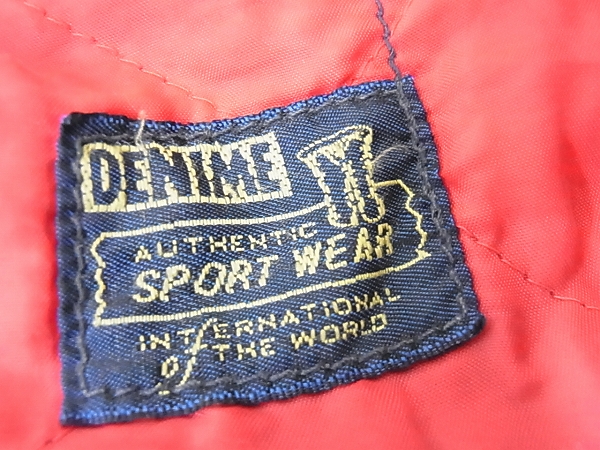 DENIME
AUTHENTIC
SPORT WEAR
INTERNATIONAL
of THE WORLD